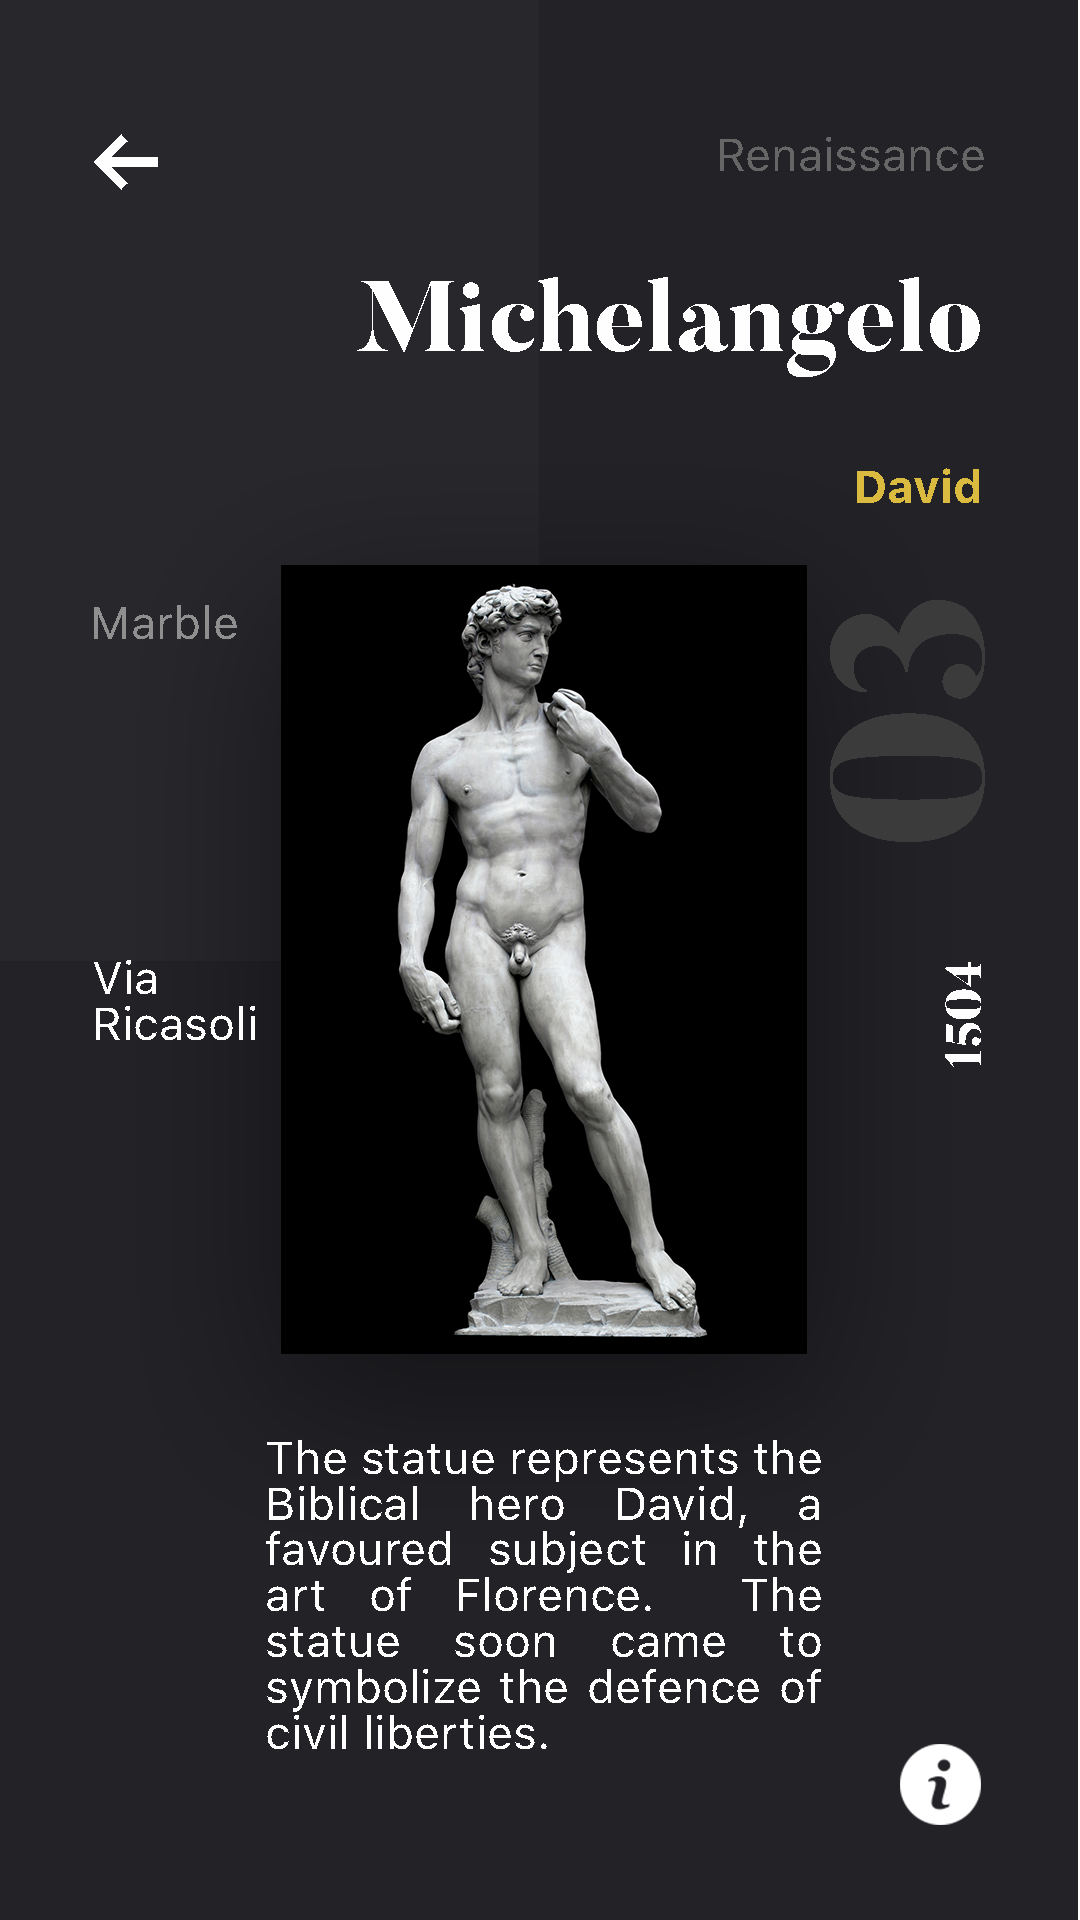 Renaissance
Michelangelo
David
Marble
03
Via
Ricasoli
1504
The statue represents the
Biblical hero David, a
favoured subject in the
art of Florence. The
statue soon came to
symbolize the defence of
civil liberties.
i